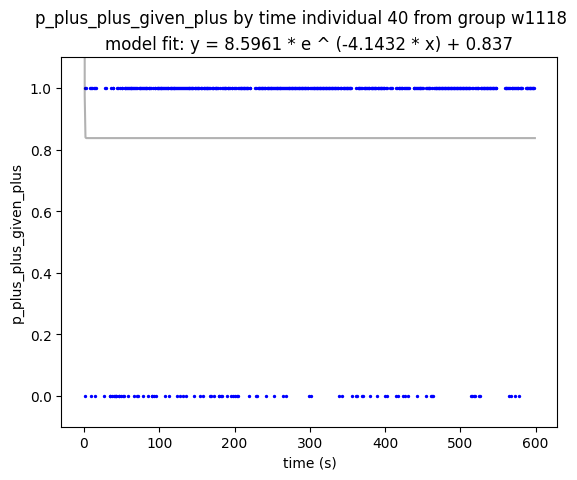 p_plus_plus_given_plus by time individual 40 from group w1118
model fit: y = 8.5961 * e ^ (-4.1432 * x) + 0.837
1.0
0.8
0.6
0.4
0.2
0.0
p_plus_plus_given_plus
0 100 200 300 400 500 600
time (s)